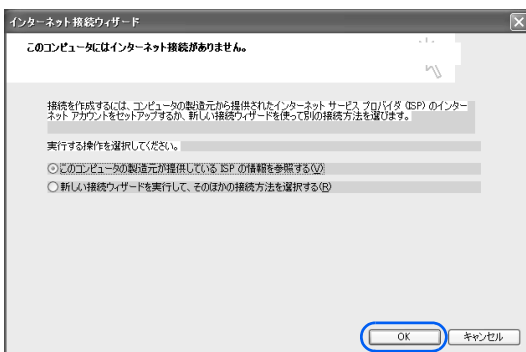 インターネット接続ウィザード
このコンピュータにはインターネット接続がありません。
接続を作成するには、コンピュータの製造元から提供されたインターネット サービス プロバイダ (ISP) のインター
ネット アカウントをセットアップするか、新しい接続ウィザードを使って別の接続方法を選びます。
実行する操作を選択してください。
このコンピュータの製造元が提供している ISP の情報を参照する(V)
新しい接続ウィザードを実行して、そのほかの接続方法を選択する(R)
OK キャンセル